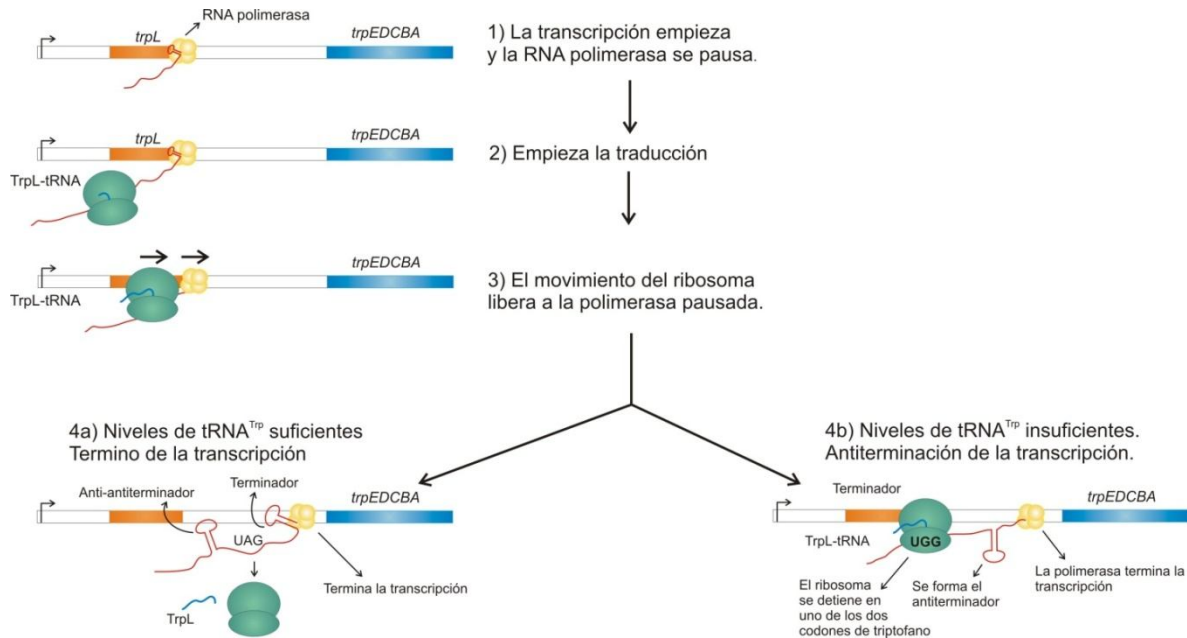 RNA polimerasa
trpL
trpEDCBA
1) La transcripción empieza
y la RNA polimerasa se pausa.
trpL
trpEDCBA
TrpL-tRNA
2) Empieza la traducción
trpEDCBA
TrpL-tRNA
3) El movimiento del ribosoma
libera a la polimerasa pausada.
4a) Niveles de tRNATrp suficientes
Termino de la transcripción
Anti-antiterminador
Terminador
trpEDCBA
UAG
Termina la transcripción
TrpL
4b) Niveles de tRNATrp insuficientes.
Antiterminación de la transcripción.
Terminador
trpEDCBA
TrpL-tRNA
UGG
El ribosoma
se detiene en
uno de los dos
codones de triptofano
Se forma el
antiterminador
La polimerasa termina la
transcripción